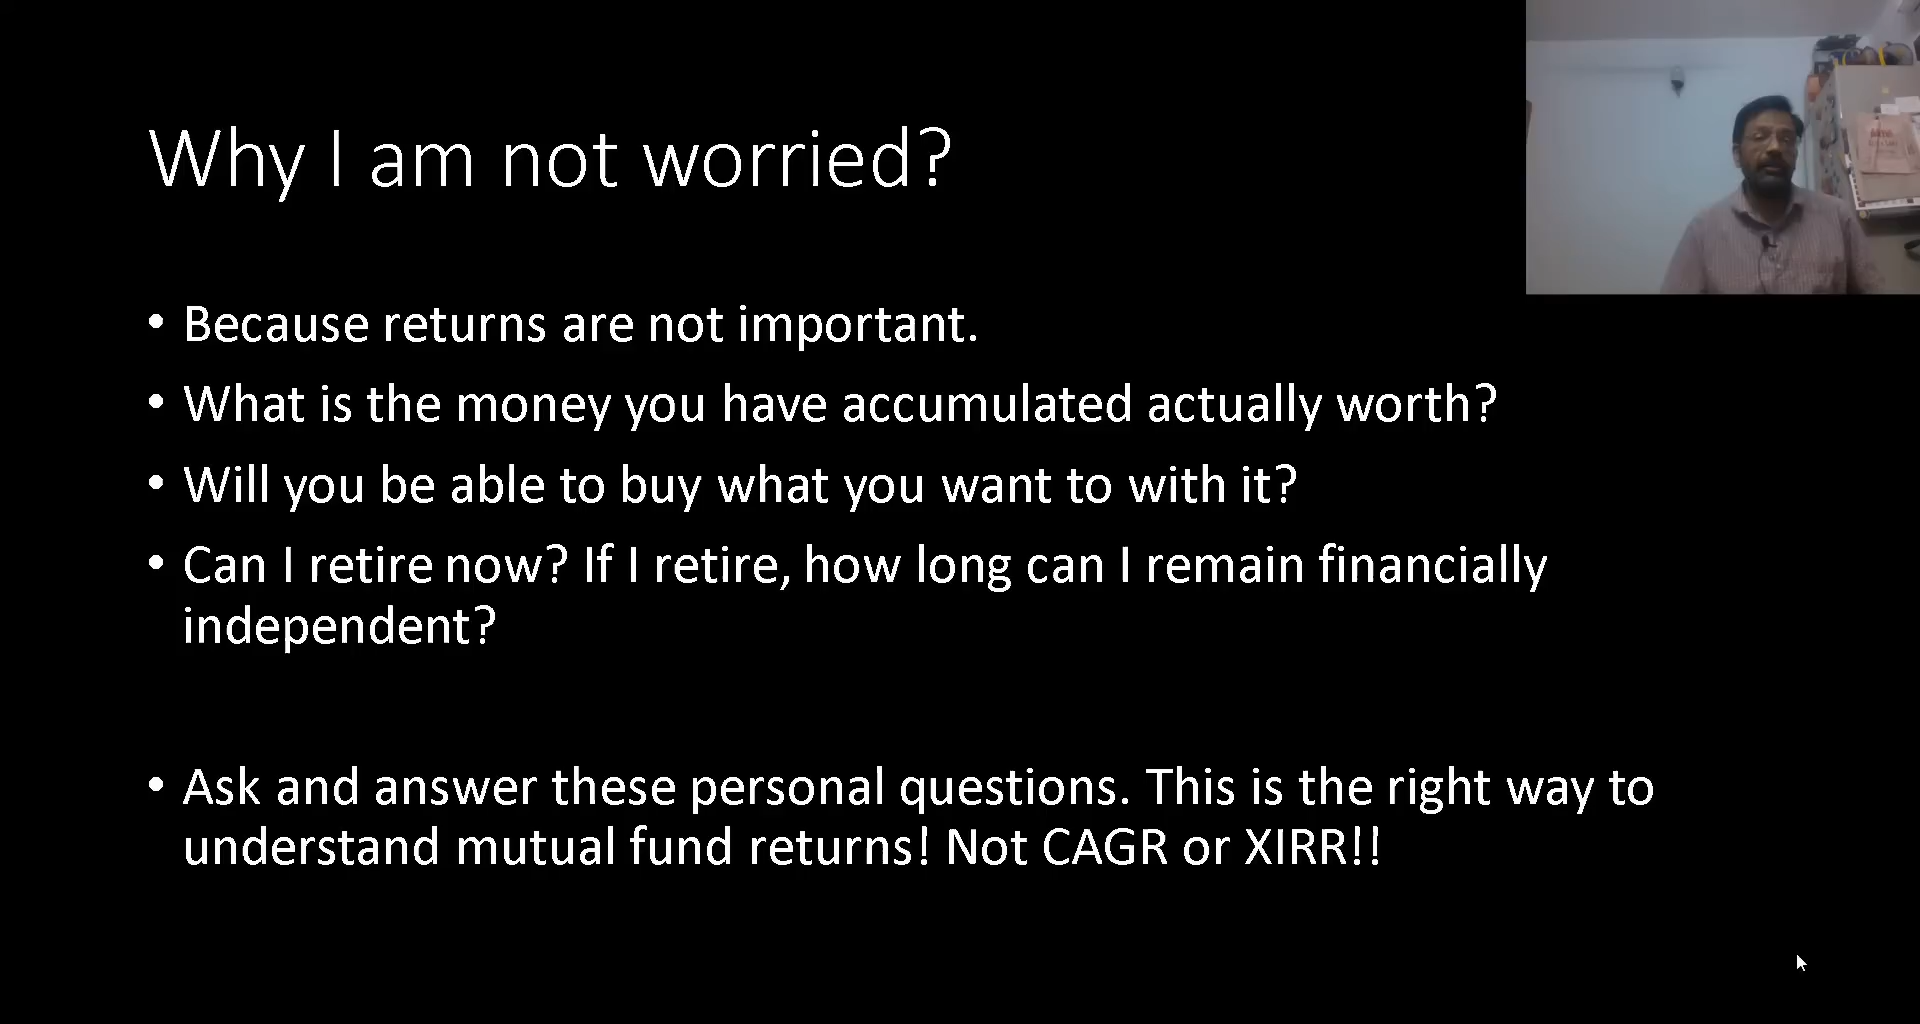 Why I am not worried?
• Because returns are not important.
• What is the money you have accumulated actually worth?
• Will you be able to buy what you want to with it?
• Can I retire now? If I retire, how long can I remain financially
independent?
• Ask and answer these personal questions. This is the right way to
understand mutual fund returns! Not CAGR or XIRR!!